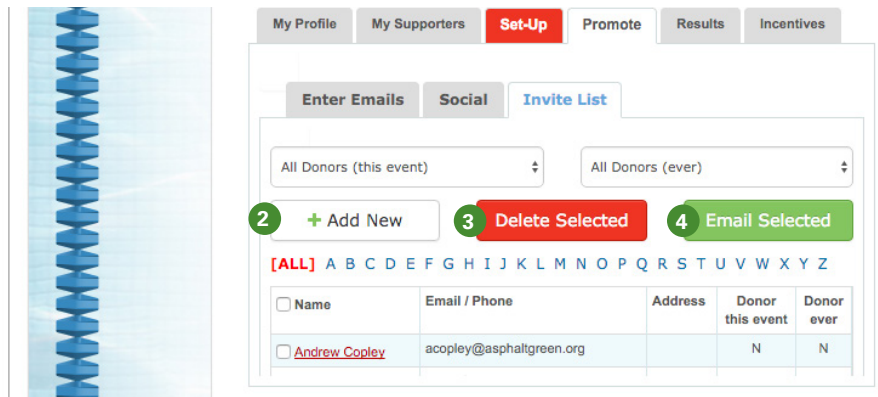 My Profile My Supporters Set-Up Promote Results Incentives
Enter Emails Social Invite List
All Donors (this event) All Donors (ever)
2 + Add New 3 Delete Selected 4 Email Selected
[ALL] A B C D E F G H I J K L M N O P Q R S T U V W X Y Z
Name Email / Phone Address Donor this event Donor ever
Andrew Copley acopley@asphaltgreen.org N N